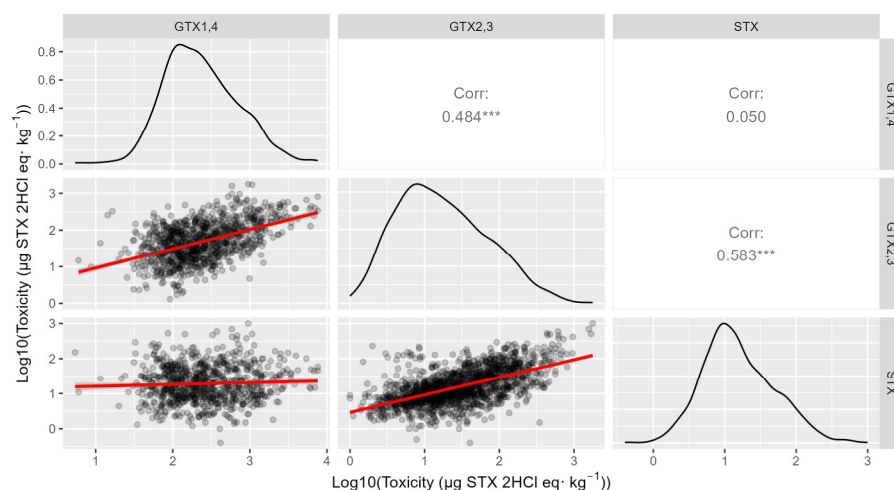 GTX1,4
GTX2,3
STX
0.8
0.6
0.4
0.2
0.0
Corr:
0.484***
Corr:
0.050
GTX1,4
3
2
1
0
Corr:
0.583***
GTX2,3
3
2
1
0
STX
1
2
3
4
0
1
2
3
0
1
2
3
Log10(Toxicity (µg STX 2HCl eq· kg⁻¹))
Log10(Toxicity (µg STX 2HCl eq· kg⁻¹))